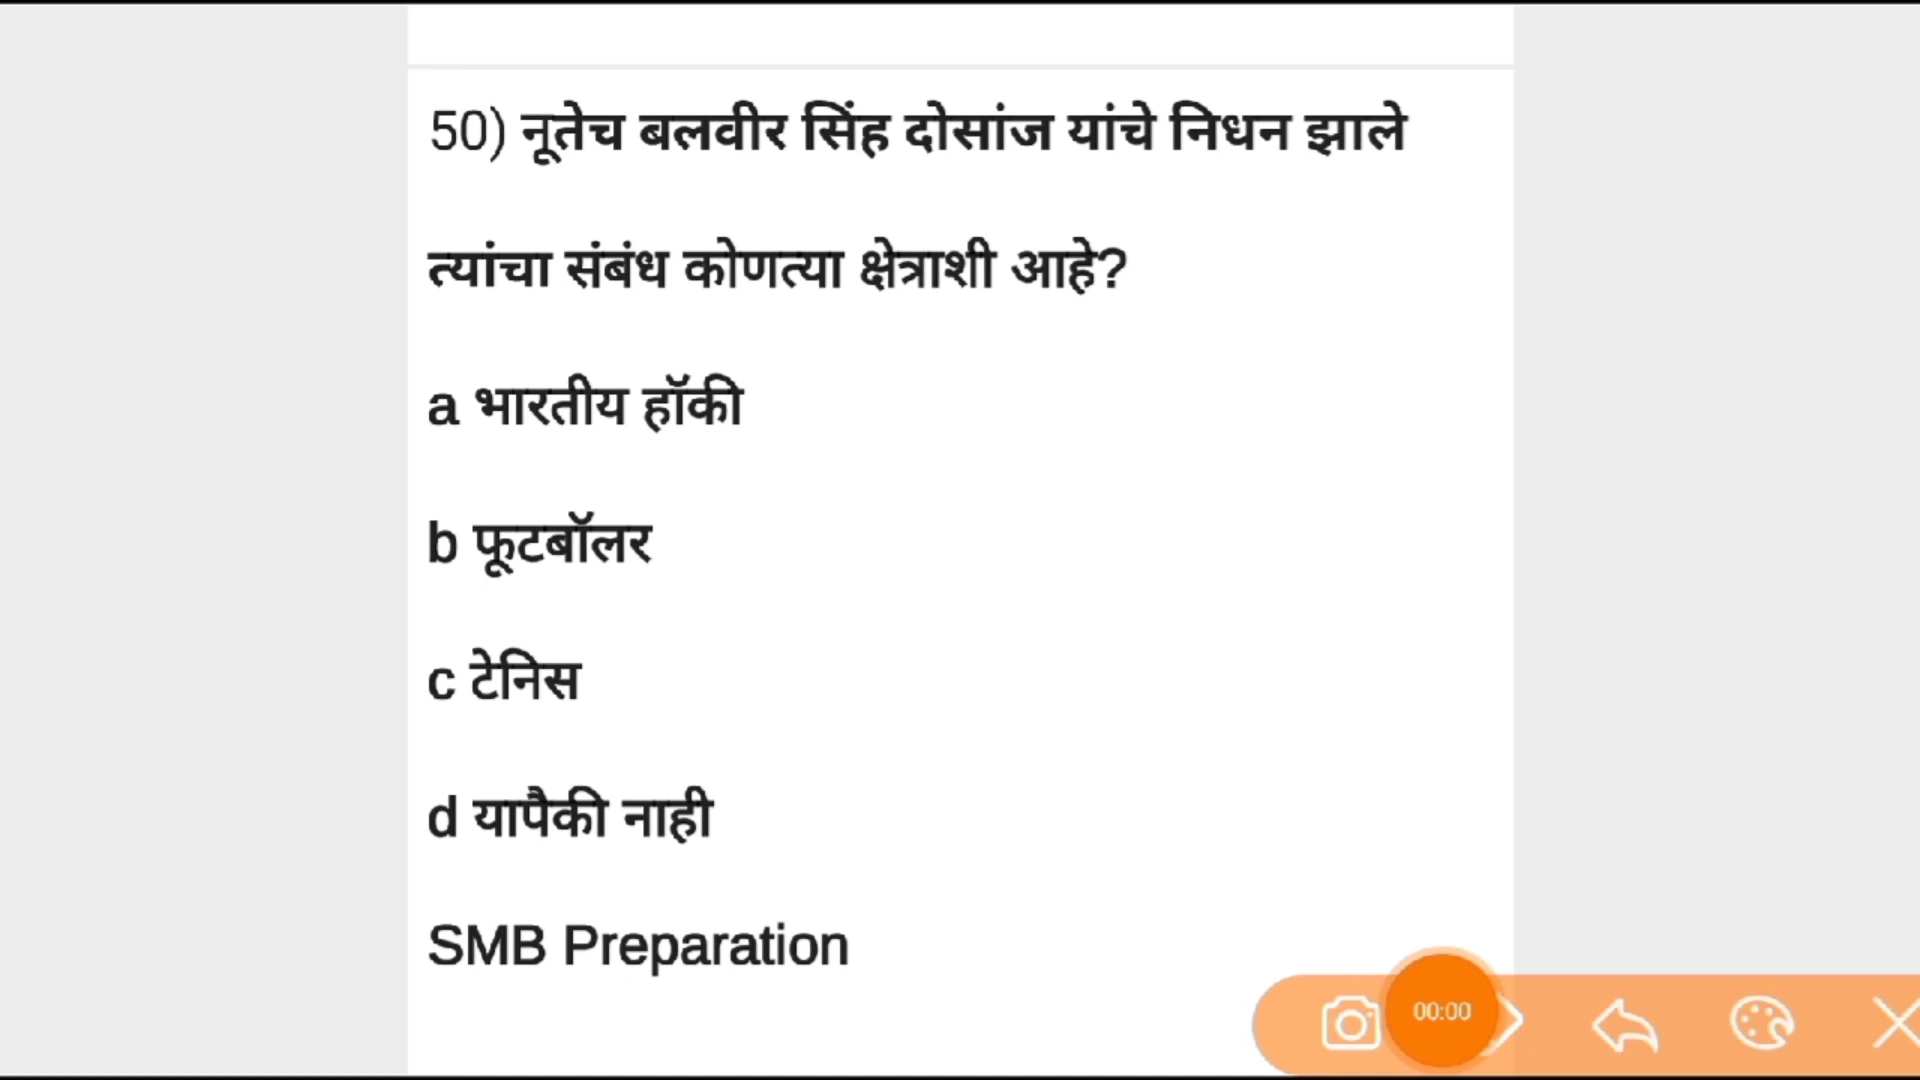 50) नूतेच बलवीर सिंह दोसांज यांचे निधन झाले
त्यांचा संबंध कोणत्या क्षेत्राशी आहे?
a भारतीय हॉकी
b फूटबॉलर
c टेनिस
d यापैकी नाही
SMB Preparation
00:00